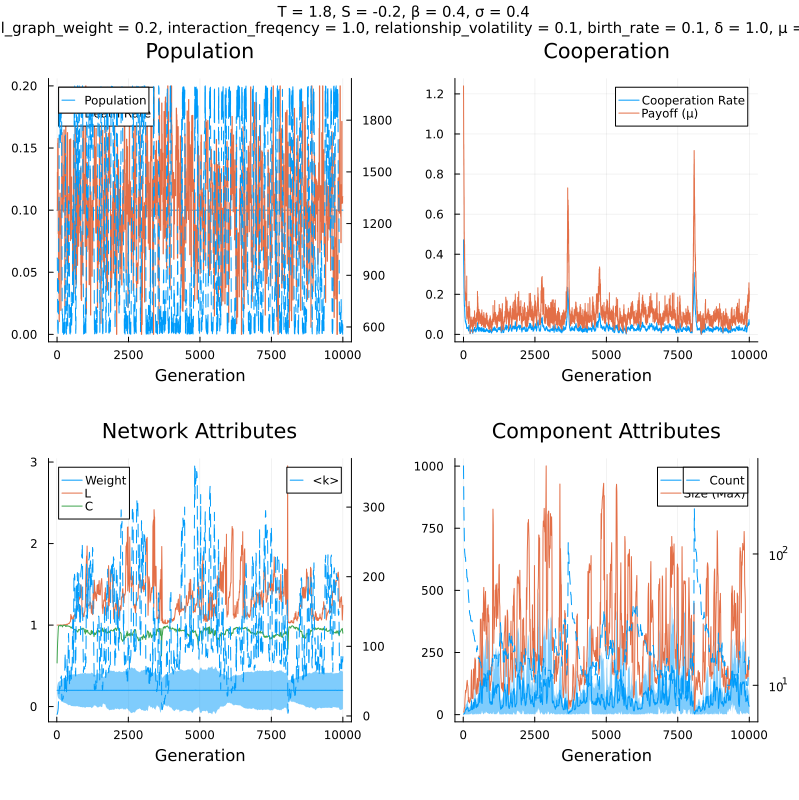 T = 1.8, S = -0.2, β = 0.4, σ = 0.4
l_graph_weight = 0.2, interaction_freqency = 1.0, relationship_volatility = 0.1, birth_rate = 0.1, δ = 1.0, μ =
Population
Cooperation
0.20
0.15
0.10
0.05
0.00
Population
1800
1500
1200
900
600
0
2500
5000
7500
10000
Generation
1.2
1.0
0.8
0.6
0.4
0.2
0.0
Cooperation Rate
Payoff (μ)
0
2500
5000
7500
10000
Generation
Network Attributes
Component Attributes
3
2
1
0
Weight
L
C
<k>
300
200
100
0
0
2500
5000
7500
10000
Generation
1000
750
500
250
0
Count
Size (Max)
10²
10¹
0
2500
5000
7500
10000
Generation